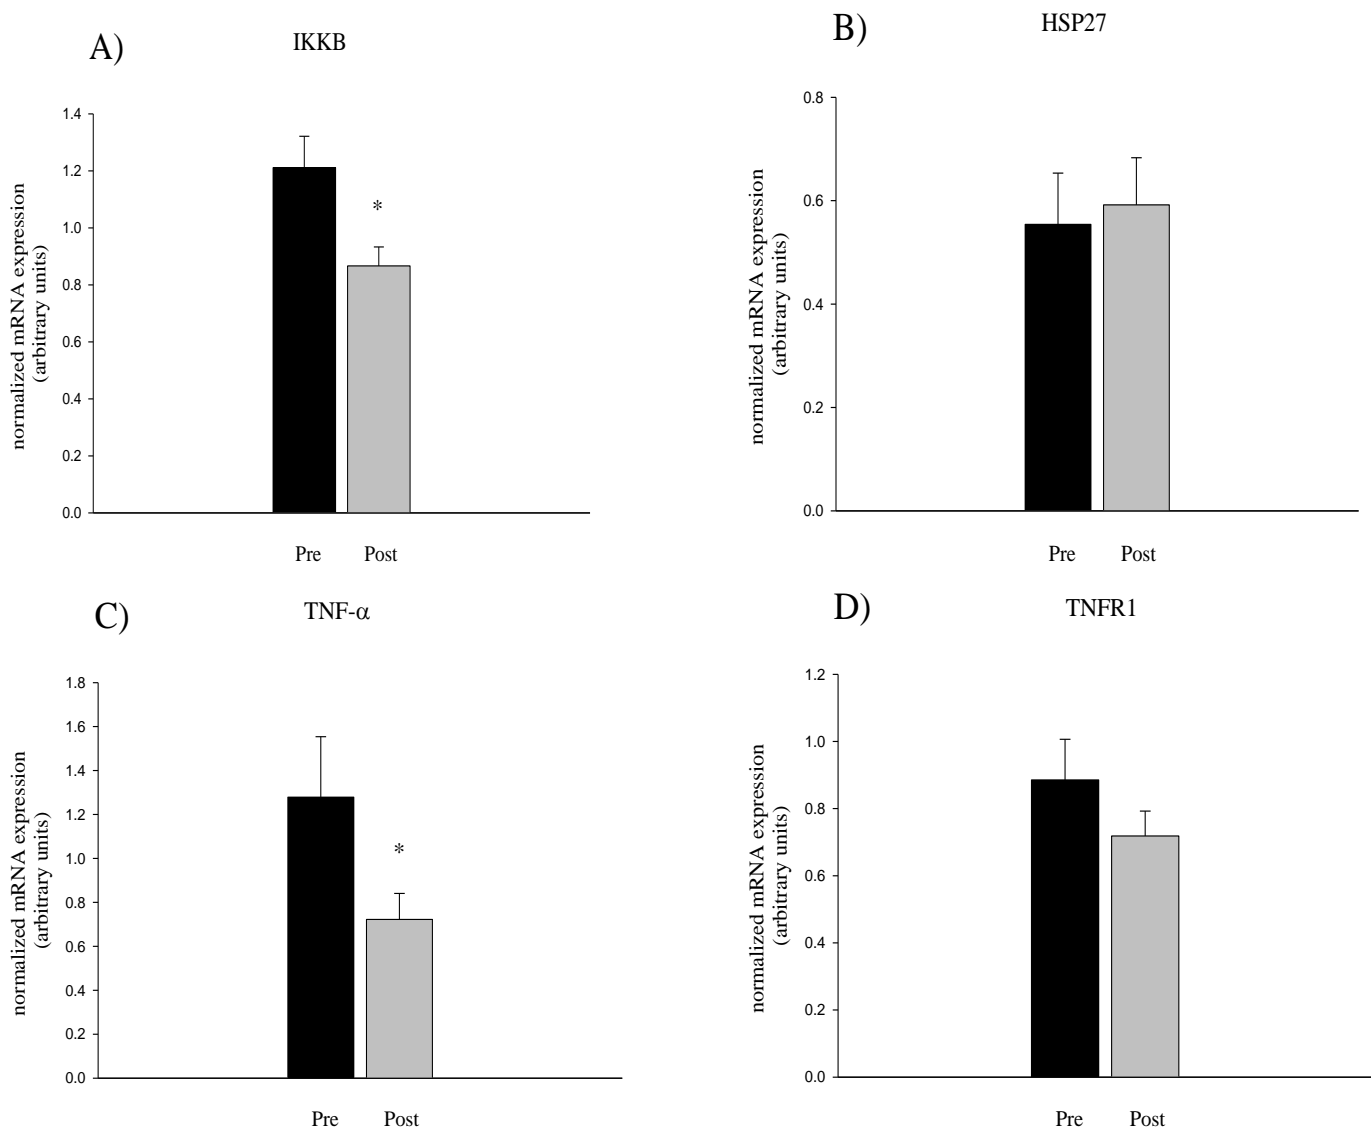 A)
IKKB
normalized mRNA expression
(arbitrary units)
1.4
1.2
1.0
0.8
0.6
0.4
0.2
0.0
*
Pre Post
B)
HSP27
normalized mRNA expression
(arbitrary units)
0.8
0.6
0.4
0.2
0.0
Pre Post
C)
TNF-α
normalized mRNA expression
(arbitrary units)
1.8
1.6
1.4
1.2
1.0
0.8
0.6
0.4
0.2
0.0
*
Pre Post
D)
TNFR1
normalized mRNA expression
(arbitrary units)
1.2
1.0
0.8
0.6
0.4
0.2
0.0
Pre Post